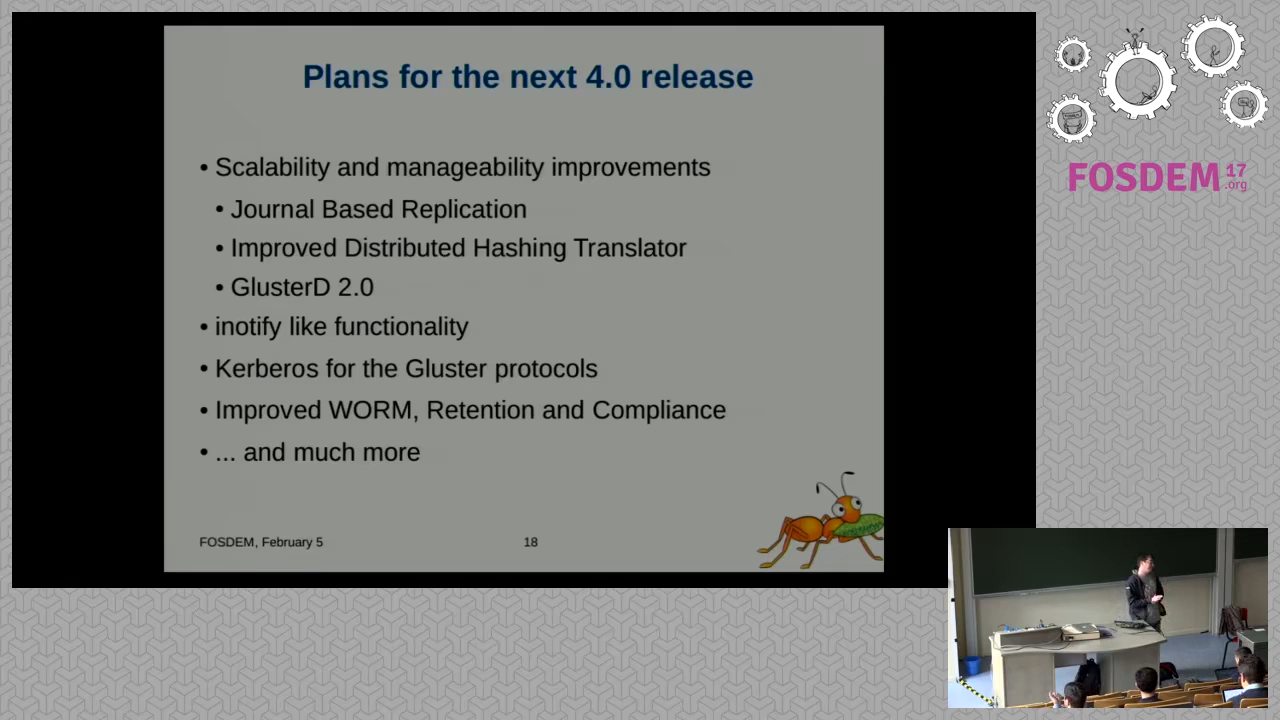 Plans for the next 4.0 release
• Scalability and manageability improvements
• Journal Based Replication
• Improved Distributed Hashing Translator
• GlusterD 2.0
• inotify like functionality
• Kerberos for the Gluster protocols
• Improved WORM, Retention and Compliance
• ... and much more
FOSDEM, February 5
18
FOSDEM 17
.org